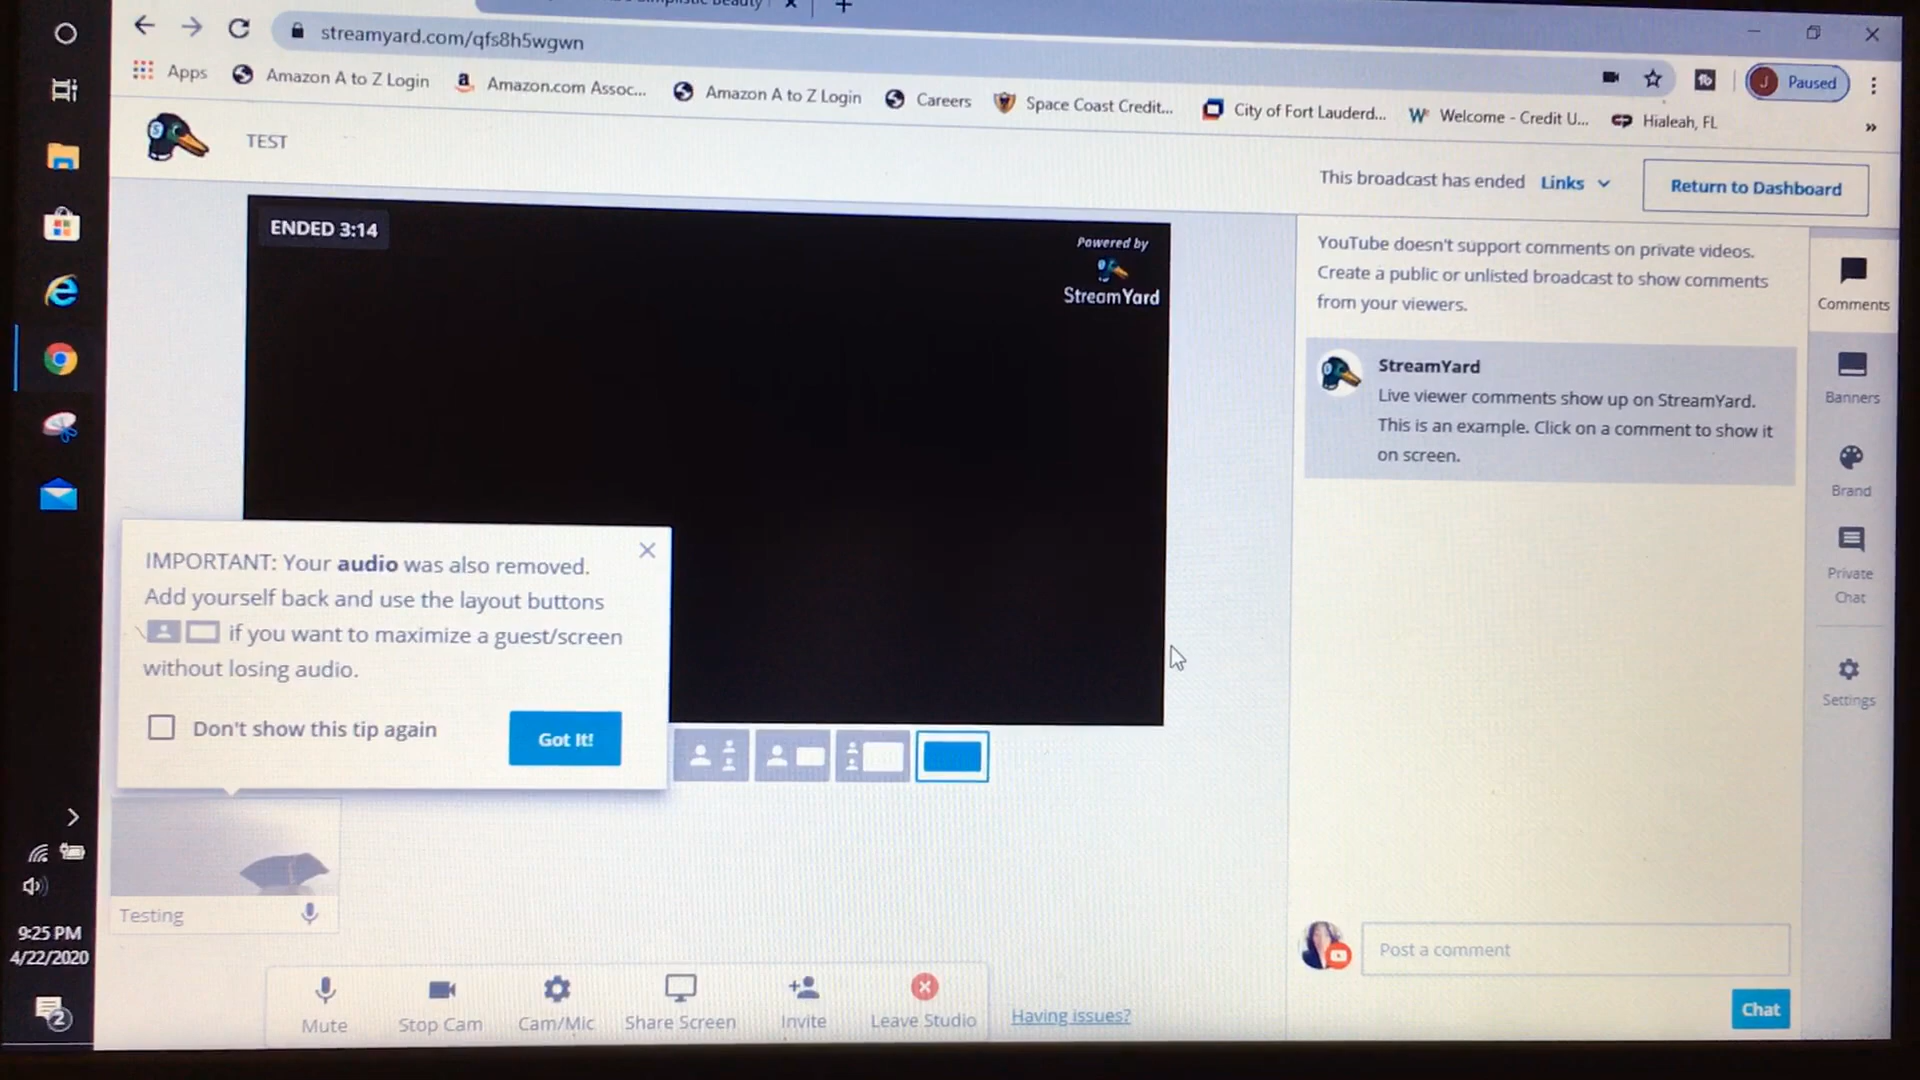 Beauty
streamyard.com/qfs8h5wgwn
Paused
Apps
Amazon A to Z Login
Amazon.com Assoc...
Amazon A to Z Login
Careers
Space Coast Credit...
City of Fort Lauderd...
Welcome - Credit U...
Hialeah, FL
TEST
This broadcast has ended
Links
Return to Dashboard
ENDED 3:14
Powered by
StreamYard
YouTube doesn't support comments on private videos.
Create a public or unlisted broadcast to show comments
from your viewers.
StreamYard
Live viewer comments show up on StreamYard.
This is an example. Click on a comment to show it
on screen.
Comments
Banners
Brand
Private
Chat
Settings
IMPORTANT: Your audio was also removed.
Add yourself back and use the layout buttons
if you want to maximize a guest/screen
without losing audio.
Don't show this tip again
Got It!
Testing
Mute
Stop Cam
Cam/Mic
Share Screen
Invite
Leave Studio
Having issues?
Post a comment
Chat
9:25 PM
4/22/2020
2